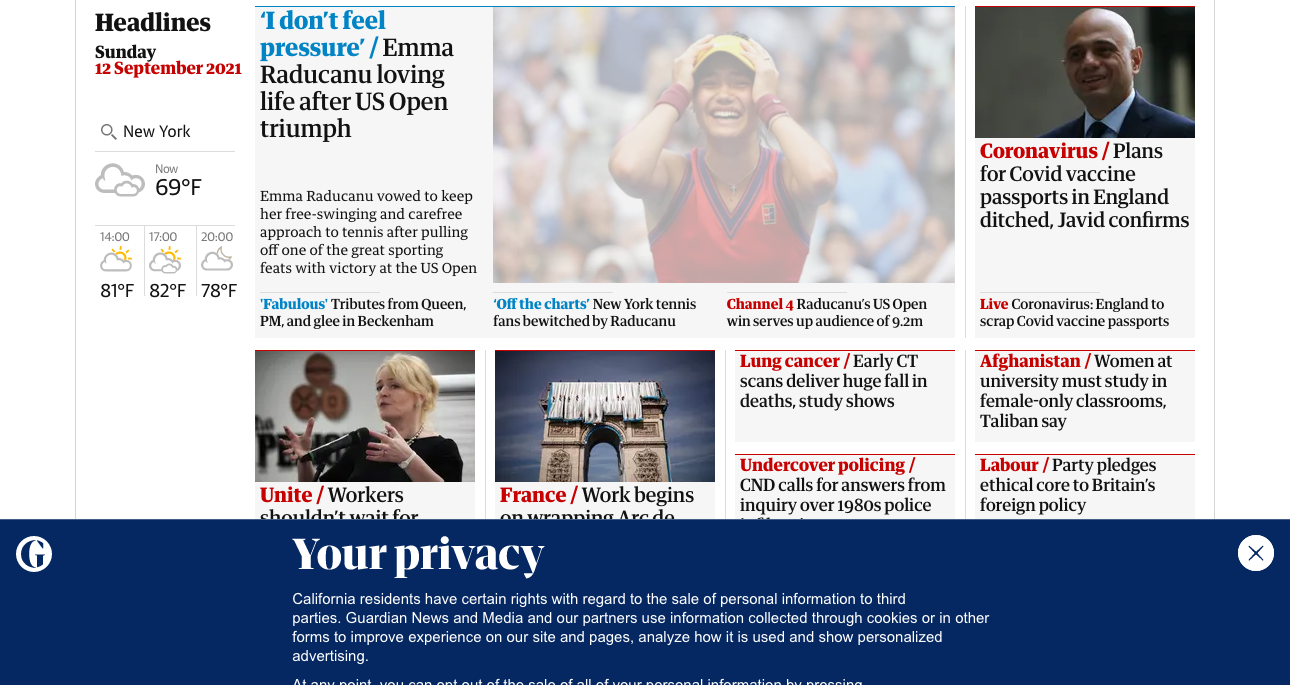 Headlines
Sunday
12 September 2021
New York
Now
69°F
14:00 17:00 20:00
81°F 82°F 78°F
‘I don’t feel
pressure’ / Emma
Raducanu loving
life after US Open
triumph
Emma Raducanu vowed to keep
her free-swinging and carefree
approach to tennis after pulling
off one of the great sporting
feats with victory at the US Open
'Fabulous' Tributes from Queen,
PM, and glee in Beckenham
‘Off the charts’ New York tennis
fans bewitched by Raducanu
Channel 4 Raducanu’s US Open
win serves up audience of 9.2m
Coronavirus / Plans
for Covid vaccine
passports in England
ditched, Javid confirms
Live Coronavirus: England to
scrap Covid vaccine passports
Unite / Workers
shouldn’t wait for
France / Work begins
on wrapping Arc de
Lung cancer / Early CT
scans deliver huge fall in
deaths, study shows
Undercover policing /
CND calls for answers from
inquiry over 1980s police
Afghanistan / Women at
university must study in
female-only classrooms,
Taliban say
Labour / Party pledges
ethical core to Britain’s
foreign policy
G
Your privacy
California residents have certain rights with regard to the sale of personal information to third
parties. Guardian News and Media and our partners use information collected through cookies or in other
forms to improve experience on our site and pages, analyze how it is used and show personalized
advertising.
At any point, you can opt out of the sale of all of your personal information by pressing